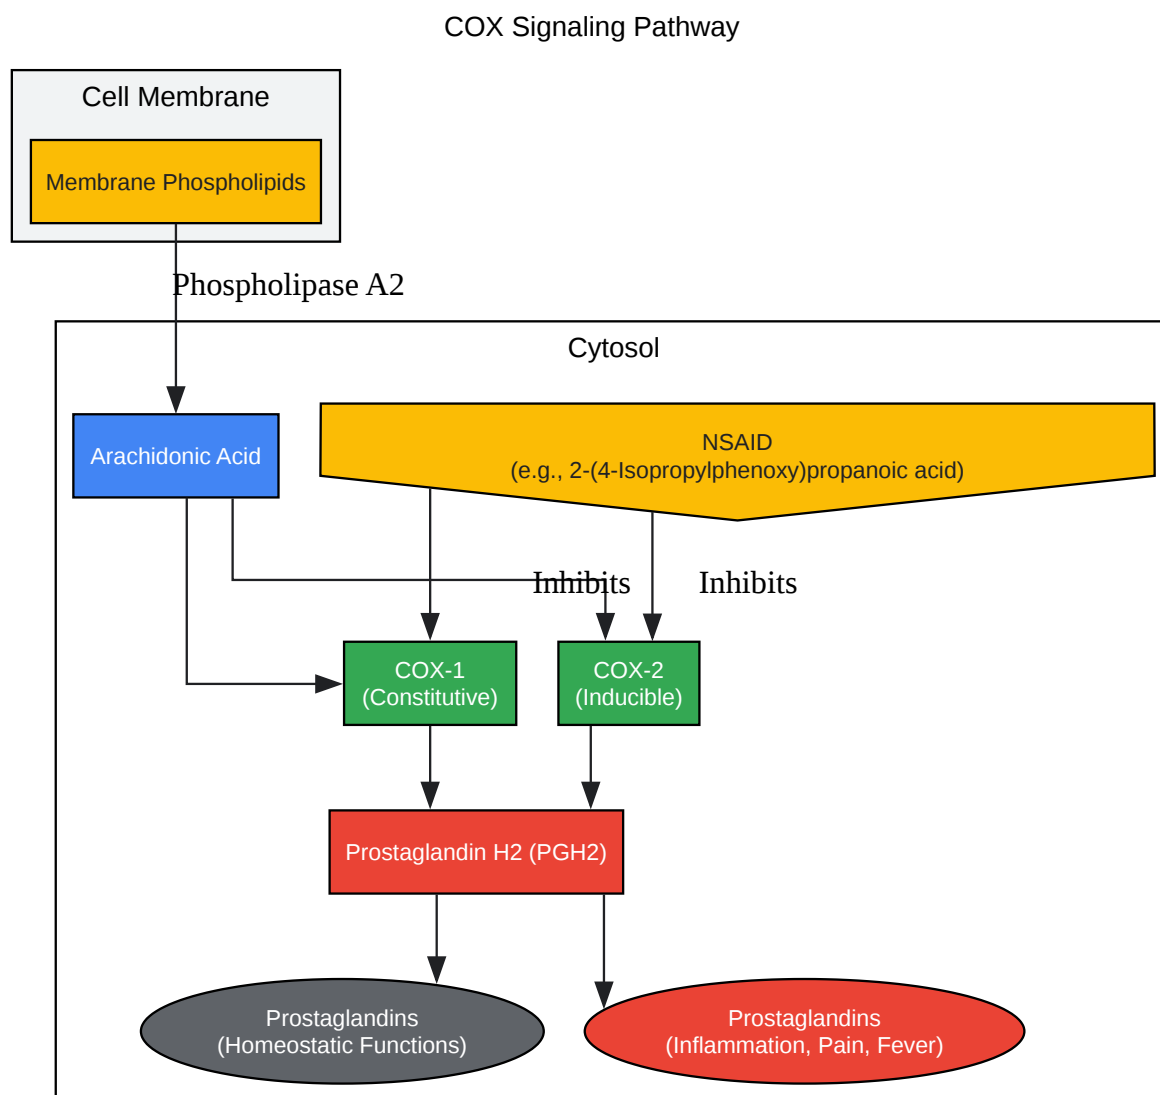 COX Signaling Pathway
Cell Membrane
Membrane Phospholipids
Phospholipase A2
Cytosol
Arachidonic Acid
NSAID
(e.g., 2-(4-Isopropylphenoxy)propanoic acid)
Inhibits
Inhibits
COX-1
(Constitutive)
COX-2
(Inducible)
Prostaglandin H2 (PGH2)
Prostaglandins
(Homeostatic Functions)
Prostaglandins
(Inflammation, Pain, Fever)